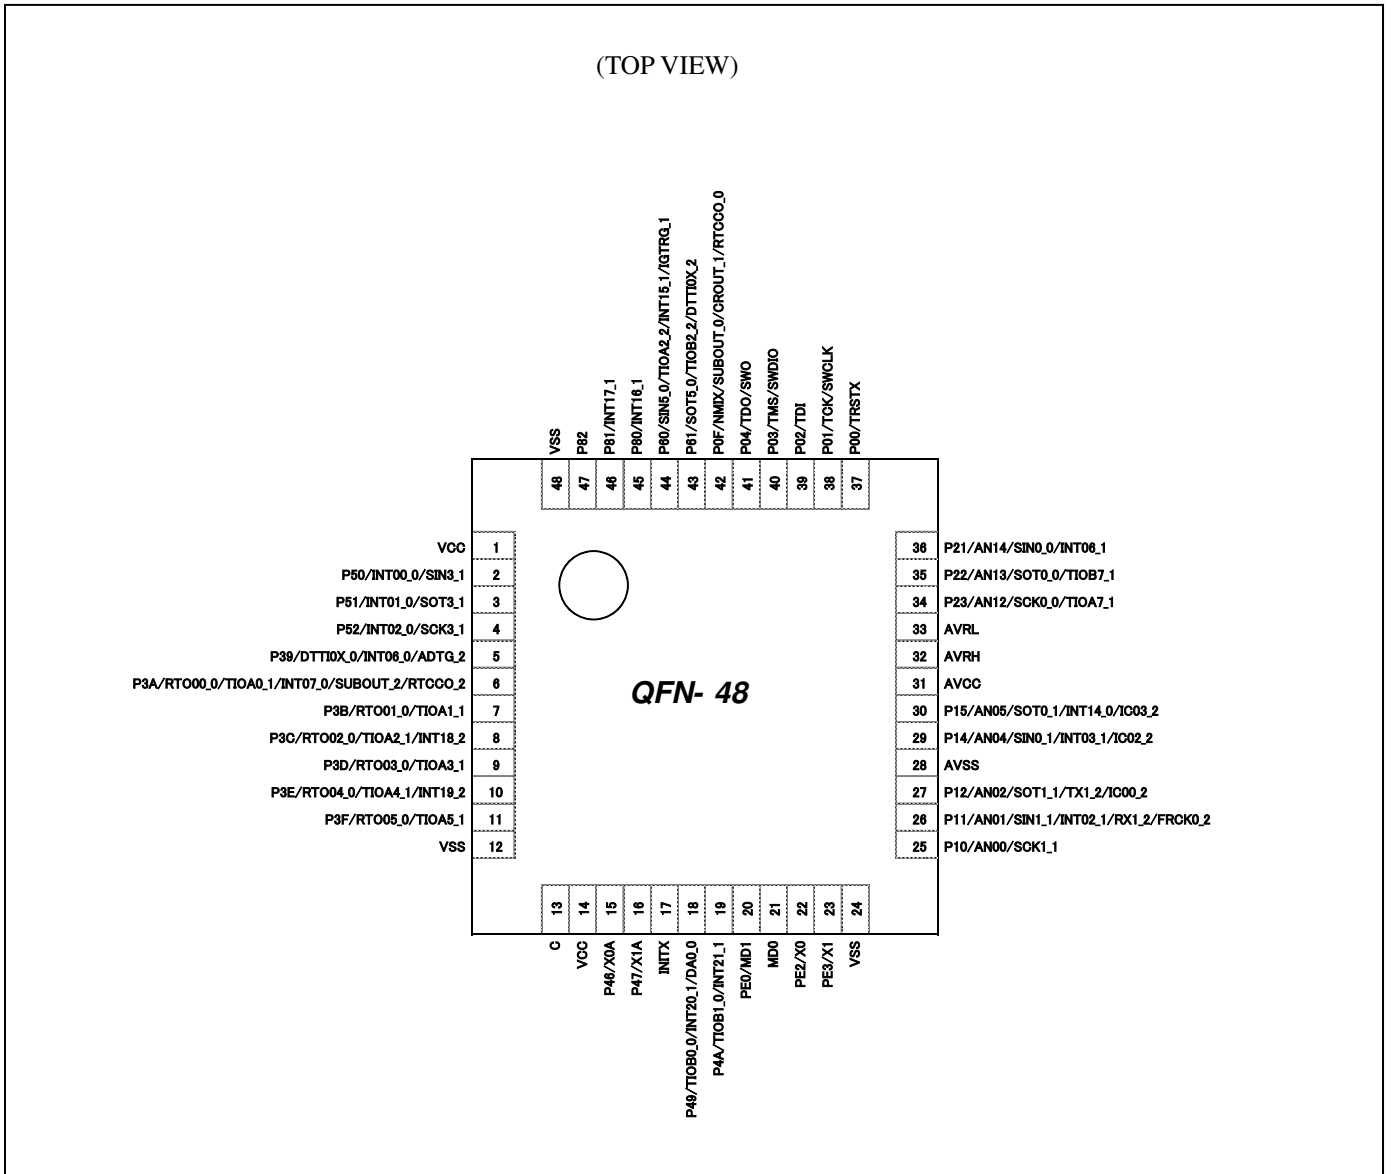 (TOP VIEW)
VSS
P82
P81/INT17_1
P80/INT16_1
P60/SIN5_0/TIOA2_2/INT15_1/IGTRG_1
P61/SOT5_0/TIOB2_2/DTTI0X_2
P0F/NMIX/SUBOUT_0/CROUT_1/RTCCO_0
P04/TDO/SWO
P03/TMS/SWDIO
P02/TDI
P01/TCK/SWCLK
P00/TRSTX
48
47
46
45
44
43
42
41
40
39
38
37
VCC 1
P50/INT00_0/SIN3_1 2
P51/INT01_0/SOT3_1 3
P52/INT02_0/SCK3_1 4
P39/DTTI0X_0/INT06_0/ADTG_2 5
P3A/RTO00_0/TIOA0_1/INT07_0/SUBOUT_2/RTCCO_2 6
P3B/RTO01_0/TIOA1_1 7
P3C/RTO02_0/TIOA2_1/INT18_2 8
P3D/RTO03_0/TIOA3_1 9
P3E/RTO04_0/TIOA4_1/INT19_2 10
P3F/RTO05_0/TIOA5_1 11
VSS 12
QFN- 48
36 P21/AN14/SIN0_0/INT06_1
35 P22/AN13/SOT0_0/TIOB7_1
34 P23/AN12/SCK0_0/TIOA7_1
33 AVRL
32 AVRH
31 AVCC
30 P15/AN05/SOT0_1/INT14_0/IC03_2
29 P14/AN04/SIN0_1/INT03_1/IC02_2
28 AVSS
27 P12/AN02/SOT1_1/TX1_2/IC00_2
26 P11/AN01/SIN1_1/INT02_1/RX1_2/FRCK0_2
25 P10/AN00/SCK1_1
13
14
15
16
17
18
19
20
21
22
23
24
C
VCC
P46/X0A
P47/X1A
INITX
P49/TIOB0_0/INT20_1/DA0_0
P4A/TIOB1_0/INT21_1
PE0/MD1
MD0
PE2/X0
PE3/X1
VSS